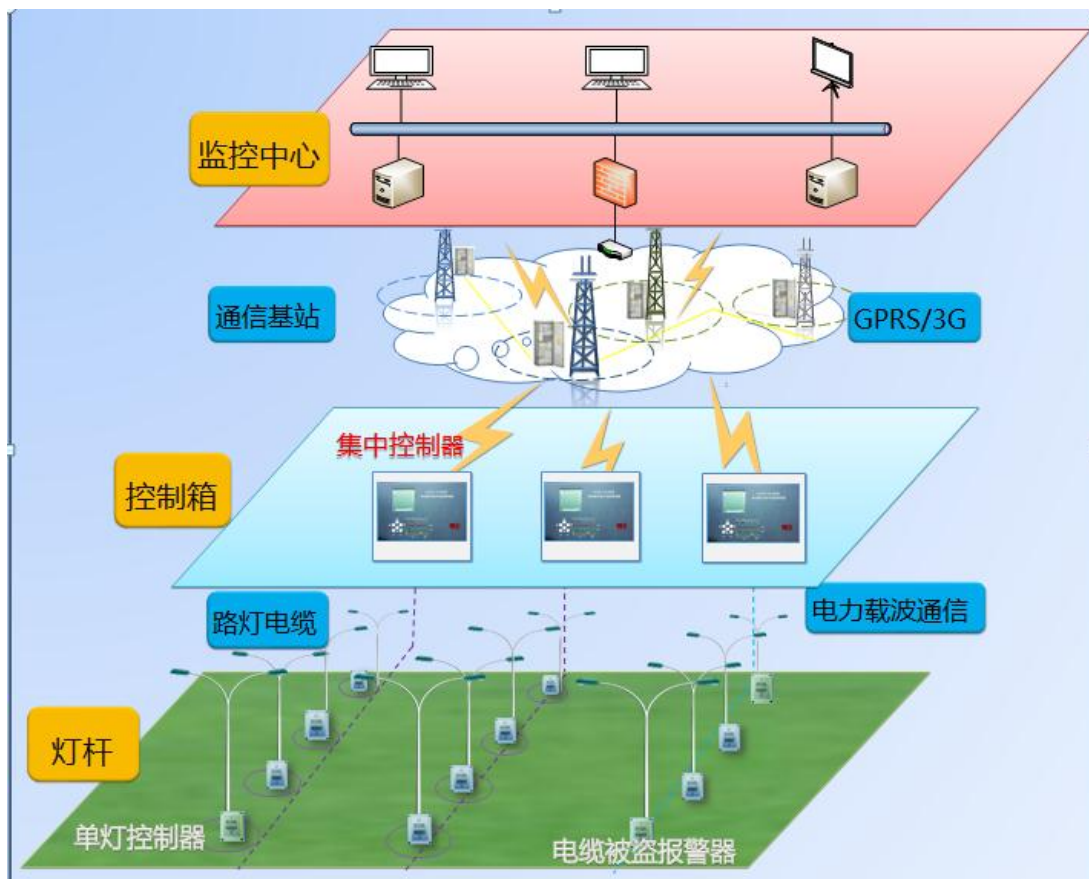 监控中心
通信基站
GPRS/3G
集中控制器
控制箱
路灯电缆
电力载波通信
灯杆
单灯控制器
电缆被盗报警器